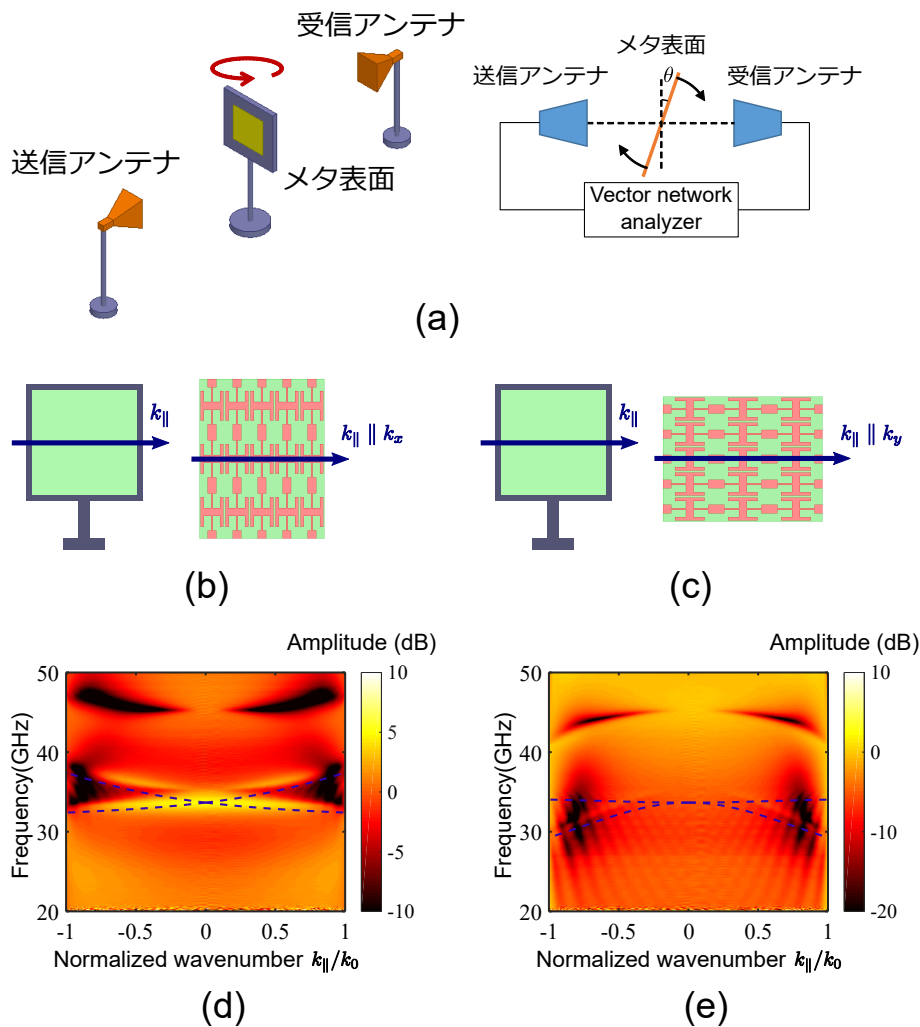 受信アンテナ
送信アンテナ
メタ表面
メタ表面
θ
送信アンテナ
受信アンテナ
Vector network
analyzer
(a)
k∥
k∥ ∥ kx
(b)
k∥
k∥ ∥ ky
(c)
Amplitude (dB)
50
40
30
20
Frequency(GHz)
-1 -0.5 0 0.5 1
Normalized wavenumber k∥/k0
10
5
0
-5
-10
(d)
Amplitude (dB)
50
40
30
20
Frequency(GHz)
-1 -0.5 0 0.5 1
Normalized wavenumber k∥/k0
10
0
-10
-20
(e)